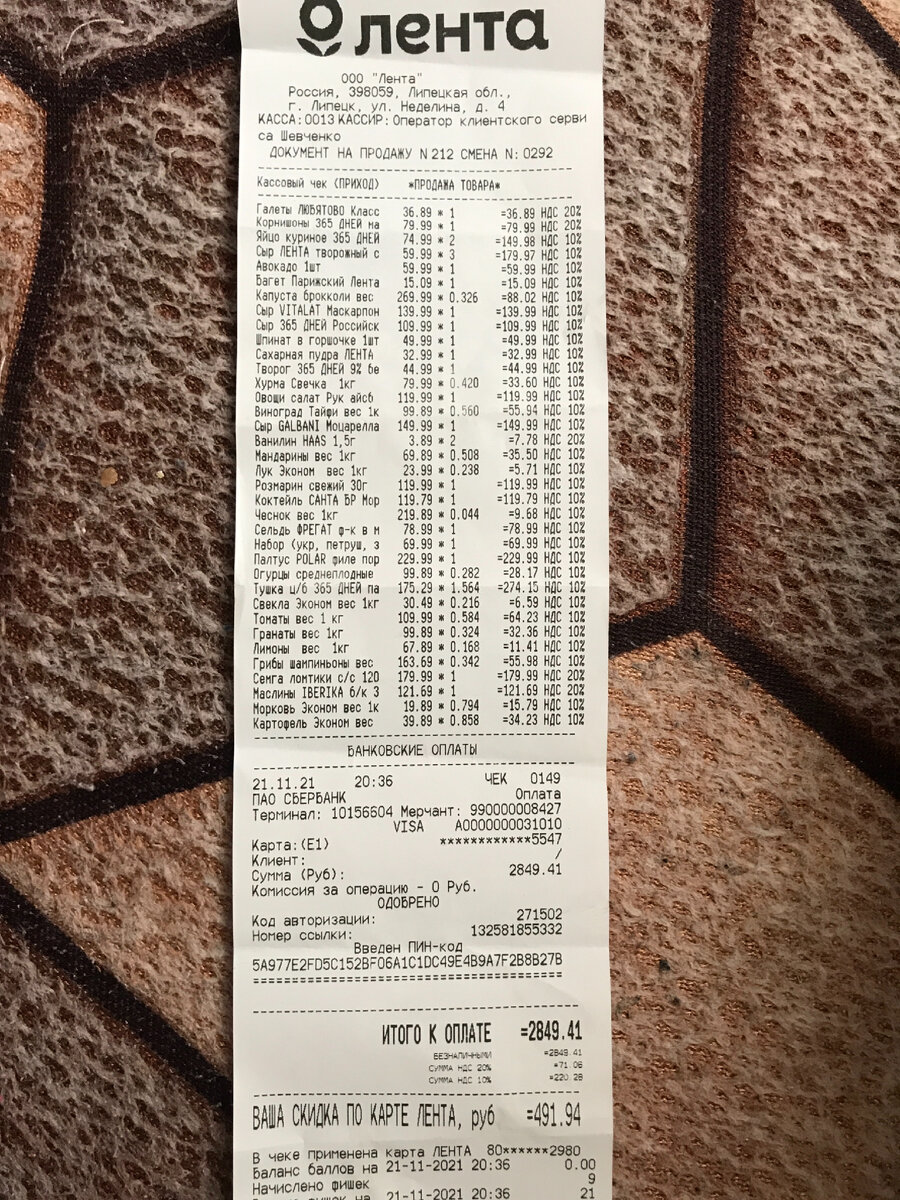 лента
ООО "Лента"
Россия, 398059, Липецкая обл.,
г. Липецк, ул. Неделина, д. 4
КАССА:0013 КАССИР:Оператор клиентского серви
са Шевченко
ДОКУМЕНТ НА ПРОДАЖУ N 212 СМЕНА N: 0292
Кассовый чек (ПРИХОД) *ПРОДАЖА ТОВАРА*
Галеты ЛЮБЯТОВО Класс 36.89 * 1 =36.89 НДС 20%
Корнишоны 365 ДНЕЙ ма 79.99 * 1 =79.99 НДС 20%
Яйцо куриное 365 ДНЕЙ 74.99 * 2 =149.98 НДС 10%
Сыр ЛЕНТА творожный с 59.99 * 3 =179.97 НДС 10%
Авокадо 1шт 59.99 * 1 =59.99 НДС 10%
Багет Парижский Лента 15.09 * 1 =15.09 НДС 10%
Капуста брокколи вес 269.99 * 0.326 =88.02 НДС 10%
Сыр VITALAT Маскарпон 139.99 * 1 =139.99 НДС 10%
Сыр 365 ДНЕЙ Российск 109.99 * 1 =109.99 НДС 10%
Шпинат в горшочке 1шт 49.99 * 1 =49.99 НДС 10%
Сахарная пудра ЛЕНТА 32.99 * 1 =32.99 НДС 10%
Творог 365 ДНЕЙ 9% бе 44.99 * 1 =44.99 НДС 10%
Хурма Свечка 1кг 79.99 * 0.420 =33.60 НДС 10%
Овощи салат Рук айсб 119.99 * 1 =119.99 НДС 10%
Виноград Тайфи вес 1к 99.89 * 0.560 =55.94 НДС 10%
Сыр GALBANI Моцарелла 149.99 * 1 =149.99 НДС 10%
Ванилин HAAS 1,5г 3.89 * 2 =7.78 НДС 20%
Мандарины вес 1кг 69.89 * 0.508 =35.50 НДС 10%
Лук Эконом вес 1кг 23.99 * 0.238 =5.71 НДС 10%
Розмарин свежий 30г 119.99 * 1 =119.99 НДС 10%
Коктейль САНТА БР Мор 119.79 * 1 =119.79 НДС 10%
Чеснок вес 1кг 219.89 * 0.044 =9.68 НДС 10%
Сельдь ФРЕГАТ ф-к в м 78.99 * 1 =78.99 НДС 10%
Набор (укр, петруш, з 69.99 * 1 =69.99 НДС 10%
Палтус POLAR филе пор 229.99 * 1 =229.99 НДС 10%
Огурцы среднеплодные 99.89 * 0.282 =28.17 НДС 10%
Тушка ц/б 365 ДНЕЙ па 175.29 * 1.564 =274.15 НДС 10%
Свекла Эконом вес 1кг 30.49 * 0.216 =6.59 НДС 10%
Томаты вес 1 кг 109.99 * 0.584 =64.23 НДС 10%
Гранаты вес 1кг 99.89 * 0.324 =32.36 НДС 10%
Лимоны вес 1кг 67.89 * 0.168 =11.41 НДС 10%
Грибы шампиньоны вес 163.69 * 0.342 =55.98 НДС 10%
Семга ломтики с/с 120 179.99 * 1 =179.99 НДС 20%
Маслины IBERIKA б/к 3 121.69 * 1 =121.69 НДС 20%
Морковь Эконом вес 1к 19.89 * 0.794 =15.79 НДС 10%
Картофель Эконом вес 39.89 * 0.858 =34.23 НДС 10%
БАНКОВСКИЕ ОПЛАТЫ
21.11.21 20:36 ЧЕК 0149
ПАО СБЕРБАНК Оплата
Терминал: 10156604 Мерчант: 990000008427
VISA A0000000031010
Карта:(E1) ************5547
Клиент: /
Сумма (Руб): 2849.41
Комиссия за операцию - 0 Руб.
ОДОБРЕНО
Код авторизации: 271502
Номер ссылки: 132581855332
Введен ПИН-код
5A977E2FD5C152BF06A1C1DC49E4B9A7F2B8B27B
ИТОГО К ОПЛАТЕ =2849.41
БЕЗНАЛИЧНЫМИ =2849.41
СУММА НДС 20% =71.06
СУММА НДС 10% =220.28
ВАША СКИДКА ПО КАРТЕ ЛЕНТА, руб =491.94
В чеке применена карта ЛЕНТА 80******2980
Баланс баллов на 21-11-2021 20:36 0.00
Начислено фишек 9
фишек на 21-11-2021 20:36 21